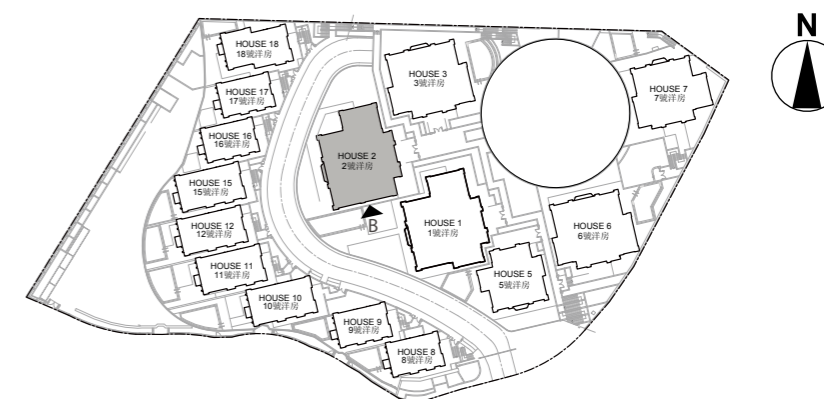 N
HOUSE 18
18號洋房
HOUSE 17
17號洋房
HOUSE 16
16號洋房
HOUSE 15
15號洋房
HOUSE 12
12號洋房
HOUSE 11
11號洋房
HOUSE 10
10號洋房
HOUSE 9
9號洋房
HOUSE 8
8號洋房
HOUSE 3
3號洋房
HOUSE 2
2號洋房
B
HOUSE 1
1號洋房
HOUSE 5
5號洋房
HOUSE 6
6號洋房
HOUSE 7
7號洋房